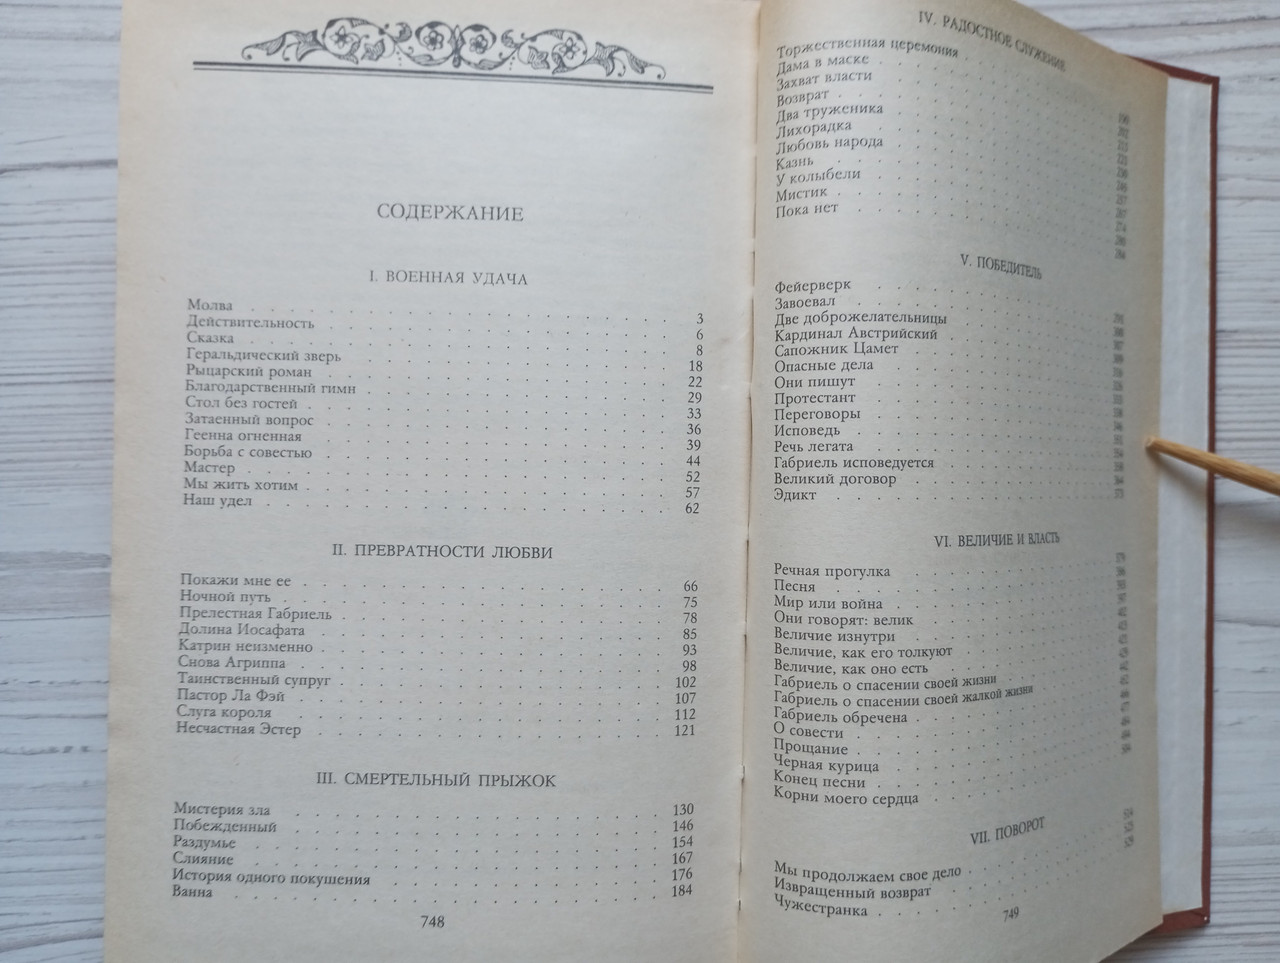 СОДЕРЖАНИЕ
I. ВОЕННАЯ УДАЧА
Молва . . . 3
Действительность . . . 6
Сказка . . . 8
Геральдический зверь . . . 18
Рыцарский роман . . . 22
Благодарственный гимн . . . 29
Стол без гостей . . . 33
Затаенный вопрос . . . 36
Геенна огненная . . . 39
Борьба с совестью . . . 44
Мастер . . . 52
Мы жить хотим . . . 57
Наш удел . . . 62
II. ПРЕВРАТНОСТИ ЛЮБВИ
Покажи мне ее . . . 66
Ночной путь . . . 75
Прелестная Габриель . . . 78
Долина Иосафата . . . 85
Катрин неизменно . . . 93
Снова Агриппа . . . 98
Таинственный супруг . . . 102
Пастор Ла Фэй . . . 107
Слуга короля . . . 112
Несчастная Эстер . . . 121
III. СМЕРТЕЛЬНЫЙ ПРЫЖОК
Мистерия зла . . . 130
Побежденный . . . 146
Раздумье . . . 154
Слияние . . . 167
История одного покушения . . . 176
Ванна . . . 184
748
IV. РАДОСТНОЕ СЛУЖЕНИЕ
Торжественная церемония
Дама в маске
Захват власти
Возврат
Два труженика
Лихорадка
Любовь народа
Казнь
У колыбели
Мистик
Пока нет
V. ПОБЕДИТЕЛЬ
Фейерверк
Завоевал
Две доброжелательницы
Кардинал Австрийский
Сапожник Цамет
Опасные дела
Они пишут
Протестант
Переговоры
Исповедь
Речь легата
Габриель исповедуется
Великий договор
Эдикт
VI. ВЕЛИЧИЕ И ВЛАСТЬ
Речная прогулка
Песня
Мир или война
Они говорят: велик
Величие изнутри
Величие, как его толкуют
Величие, как оно есть
Габриель о спасении своей жизни
Габриель о спасении своей жалкой жизни
Габриель обречена
О совести
Прощание
Черная курица
Конец песни
Корни моего сердца
VII. ПОВОРОТ
Мы продолжаем свое дело
Извращенный возврат
Чужестранка
749